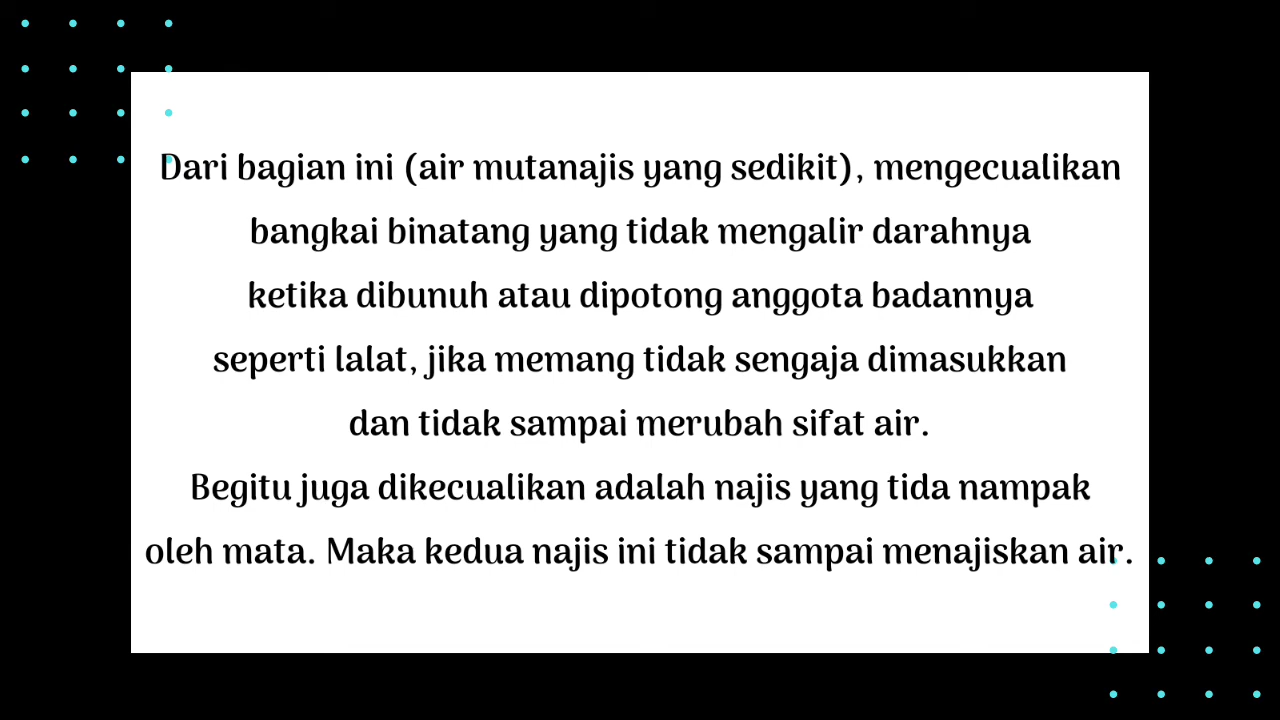 Dari bagian ini (air mutanajis yang sedikit), mengecualikan
bangkai binatang yang tidak mengalir darahnya
ketika dibunuh atau dipotong anggota badannya
seperti lalat, jika memang tidak sengaja dimasukkan
dan tidak sampai merubah sifat air.
Begitu juga dikecualikan adalah najis yang tida nampak
oleh mata. Maka kedua najis ini tidak sampai menajiskan air.